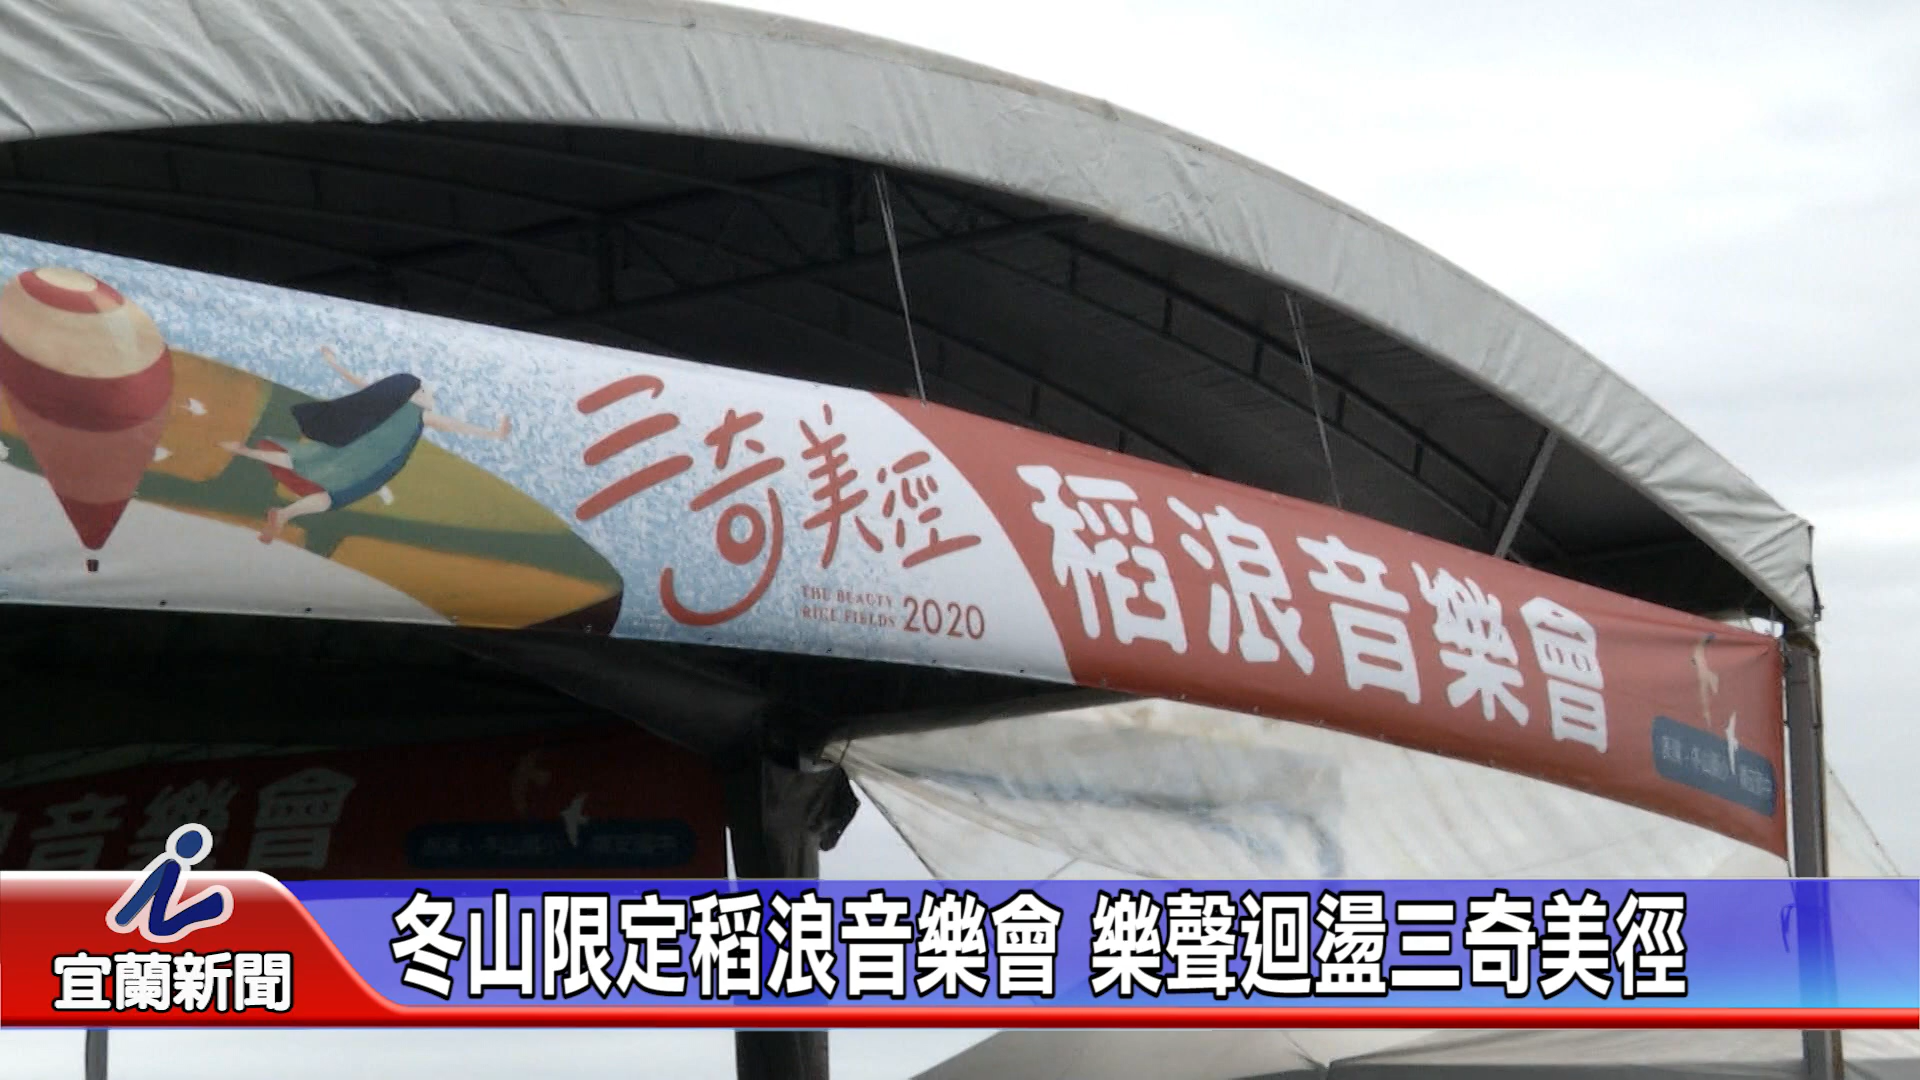 三奇美徑
THE BEAUTY
RICE FIELDS 2020
稻浪音樂會
音樂會
宜蘭新聞
冬山限定稻浪音樂會 樂聲迴盪三奇美徑